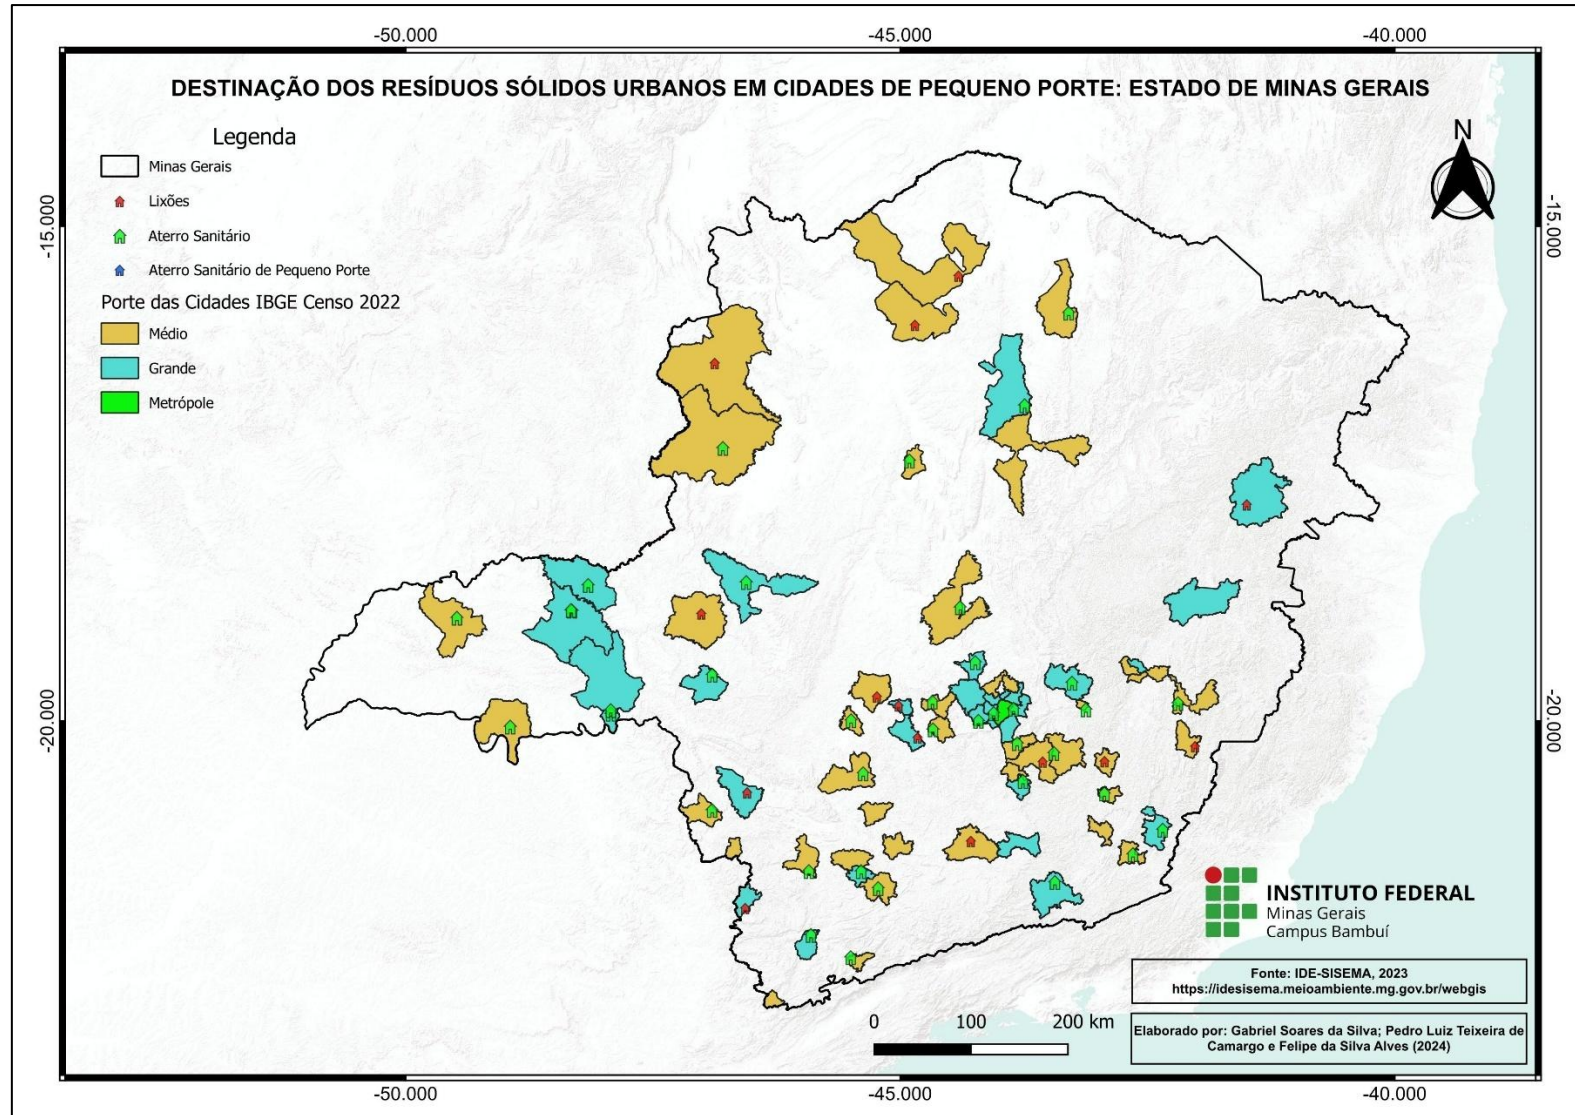 -50.000
-45.000
-40.000
DESTINAÇÃO DOS RESÍDUOS SÓLIDOS URBANOS EM CIDADES DE PEQUENO PORTE: ESTADO DE MINAS GERAIS
Legenda
Minas Gerais
Lixões
Aterro Sanitário
Aterro Sanitário de Pequeno Porte
Porte das Cidades IBGE Censo 2022
Médio
Grande
Metrópole
N
-15.000
-15.000
-20.000
-20.000
INSTITUTO FEDERAL
Minas Gerais
Campus Bambuí
Fonte: IDE-SISEMA, 2023
https://idesisema.meioambiente.mg.gov.br/webgis
0 100 200 km
Elaborado por: Gabriel Soares da Silva; Pedro Luiz Teixeira de
Camargo e Felipe da Silva Alves (2024)
-50.000
-45.000
-40.000